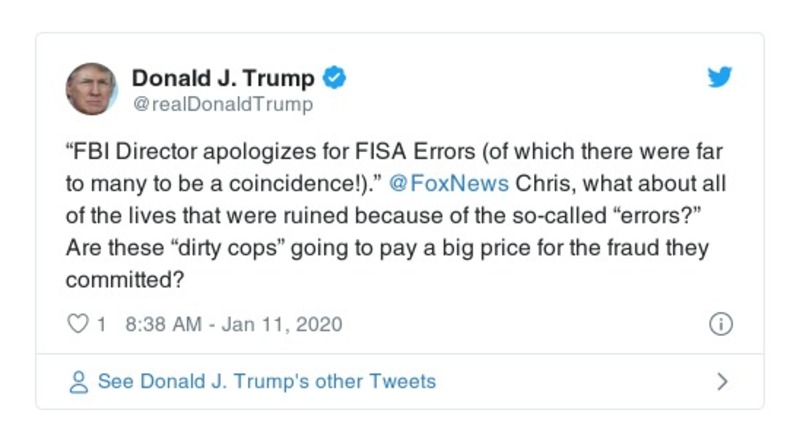 Donald J. Trump
@realDonaldTrump
“FBI Director apologizes for FISA Errors (of which there were far
to many to be a coincidence!).” @FoxNews Chris, what about all
of the lives that were ruined because of the so-called “errors?”
Are these “dirty cops” going to pay a big price for the fraud they
committed?
1 8:38 AM - Jan 11, 2020
See Donald J. Trump's other Tweets